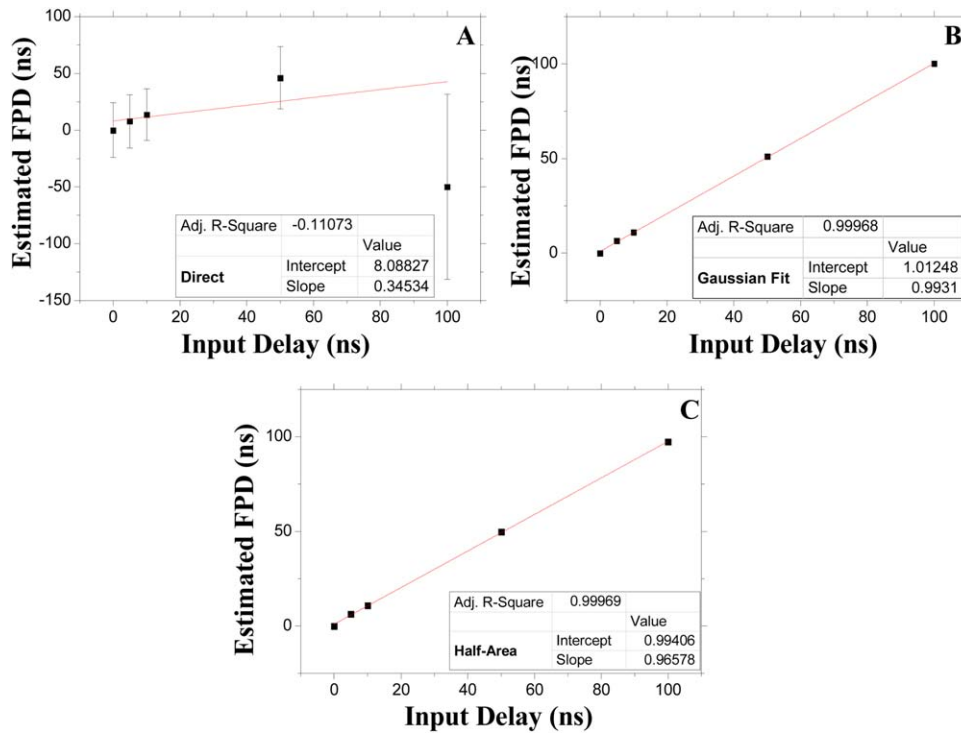 A
Estimated FPD (ns)
100
50
0
-50
-100
-150
Adj. R-Square -0.11073
Value
Direct Intercept 8.08827
Slope 0.34534
0 20 40 60 80 100
Input Delay (ns)
B
Estimated FPD (ns)
100
50
0
Adj. R-Square 0.99968
Value
Gaussian Fit Intercept 1.01248
Slope 0.9931
0 20 40 60 80 100
Input Delay (ns)
C
Estimated FPD (ns)
100
50
0
Adj. R-Square 0.99969
Value
Half-Area Intercept 0.99406
Slope 0.96578
0 20 40 60 80 100
Input Delay (ns)